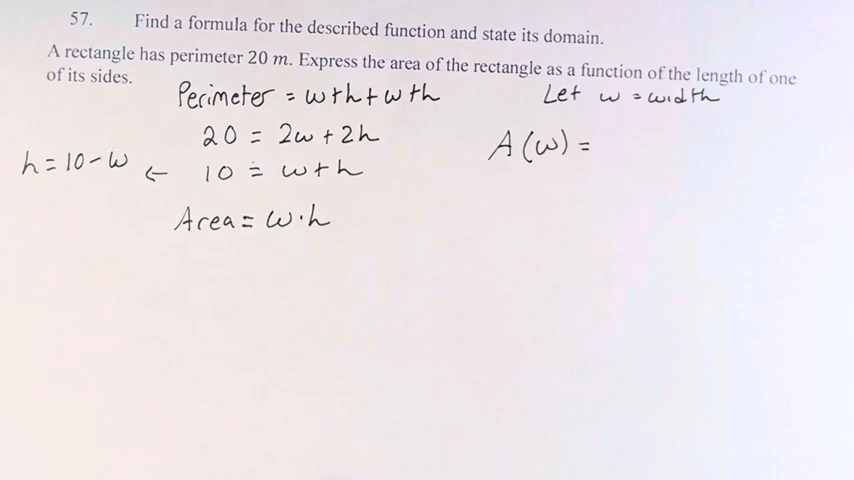 57. Find a formula for the described function and state its domain.
A rectangle has perimeter 20 m. Express the area of the rectangle as a function of the length of one
of its sides.
Perimeter = w+h+w+h
Let w = width
20 = 2w + 2h
A(w) =
h = 10 - w ← 10 = w + h
Area = w·h